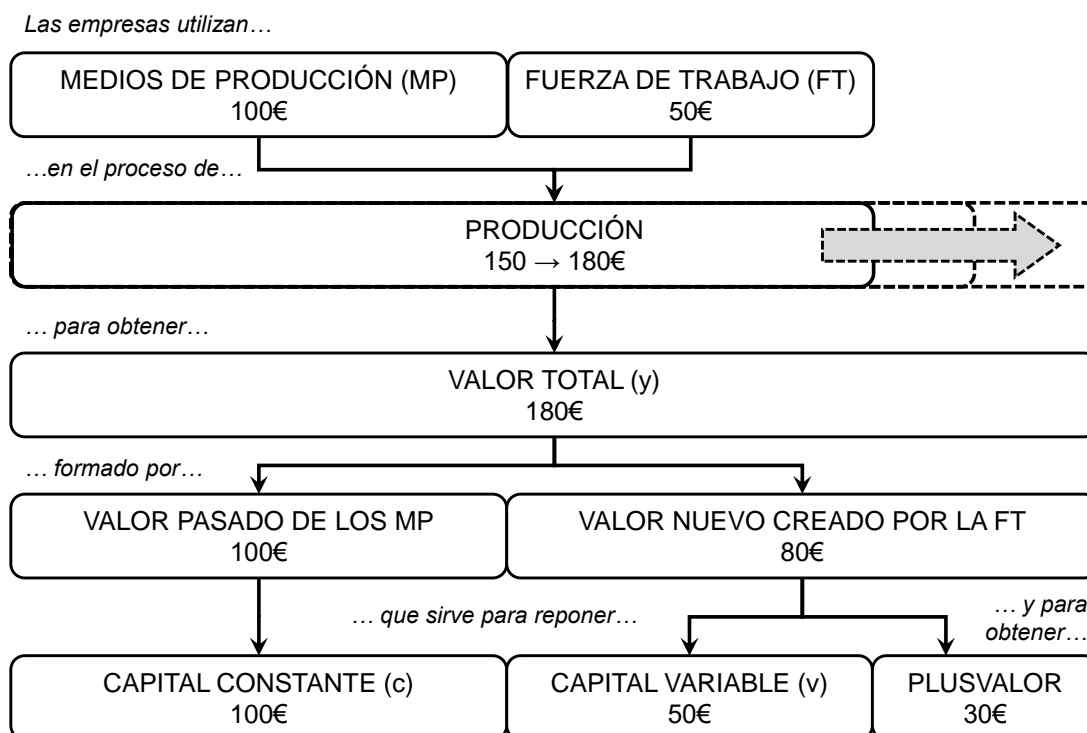 Las empresas utilizan…
MEDIOS DE PRODUCCIÓN (MP)
100€
FUERZA DE TRABAJO (FT)
50€
…en el proceso de…
PRODUCCIÓN
150 → 180€
… para obtener…
VALOR TOTAL (y)
180€
… formado por…
VALOR PASADO DE LOS MP
100€
VALOR NUEVO CREADO POR LA FT
80€
… que sirve para reponer…
… y para
obtener…
CAPITAL CONSTANTE (c)
100€
CAPITAL VARIABLE (v)
50€
PLUSVALOR
30€